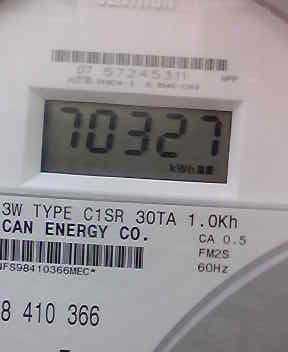 07 57245311
70327
kWh
3W TYPE C1SR 30TA 1.0Kh
CAN ENERGY CO.
CA 0.5
FM2S
60Hz
NFS98410366MEC*
8 410 366